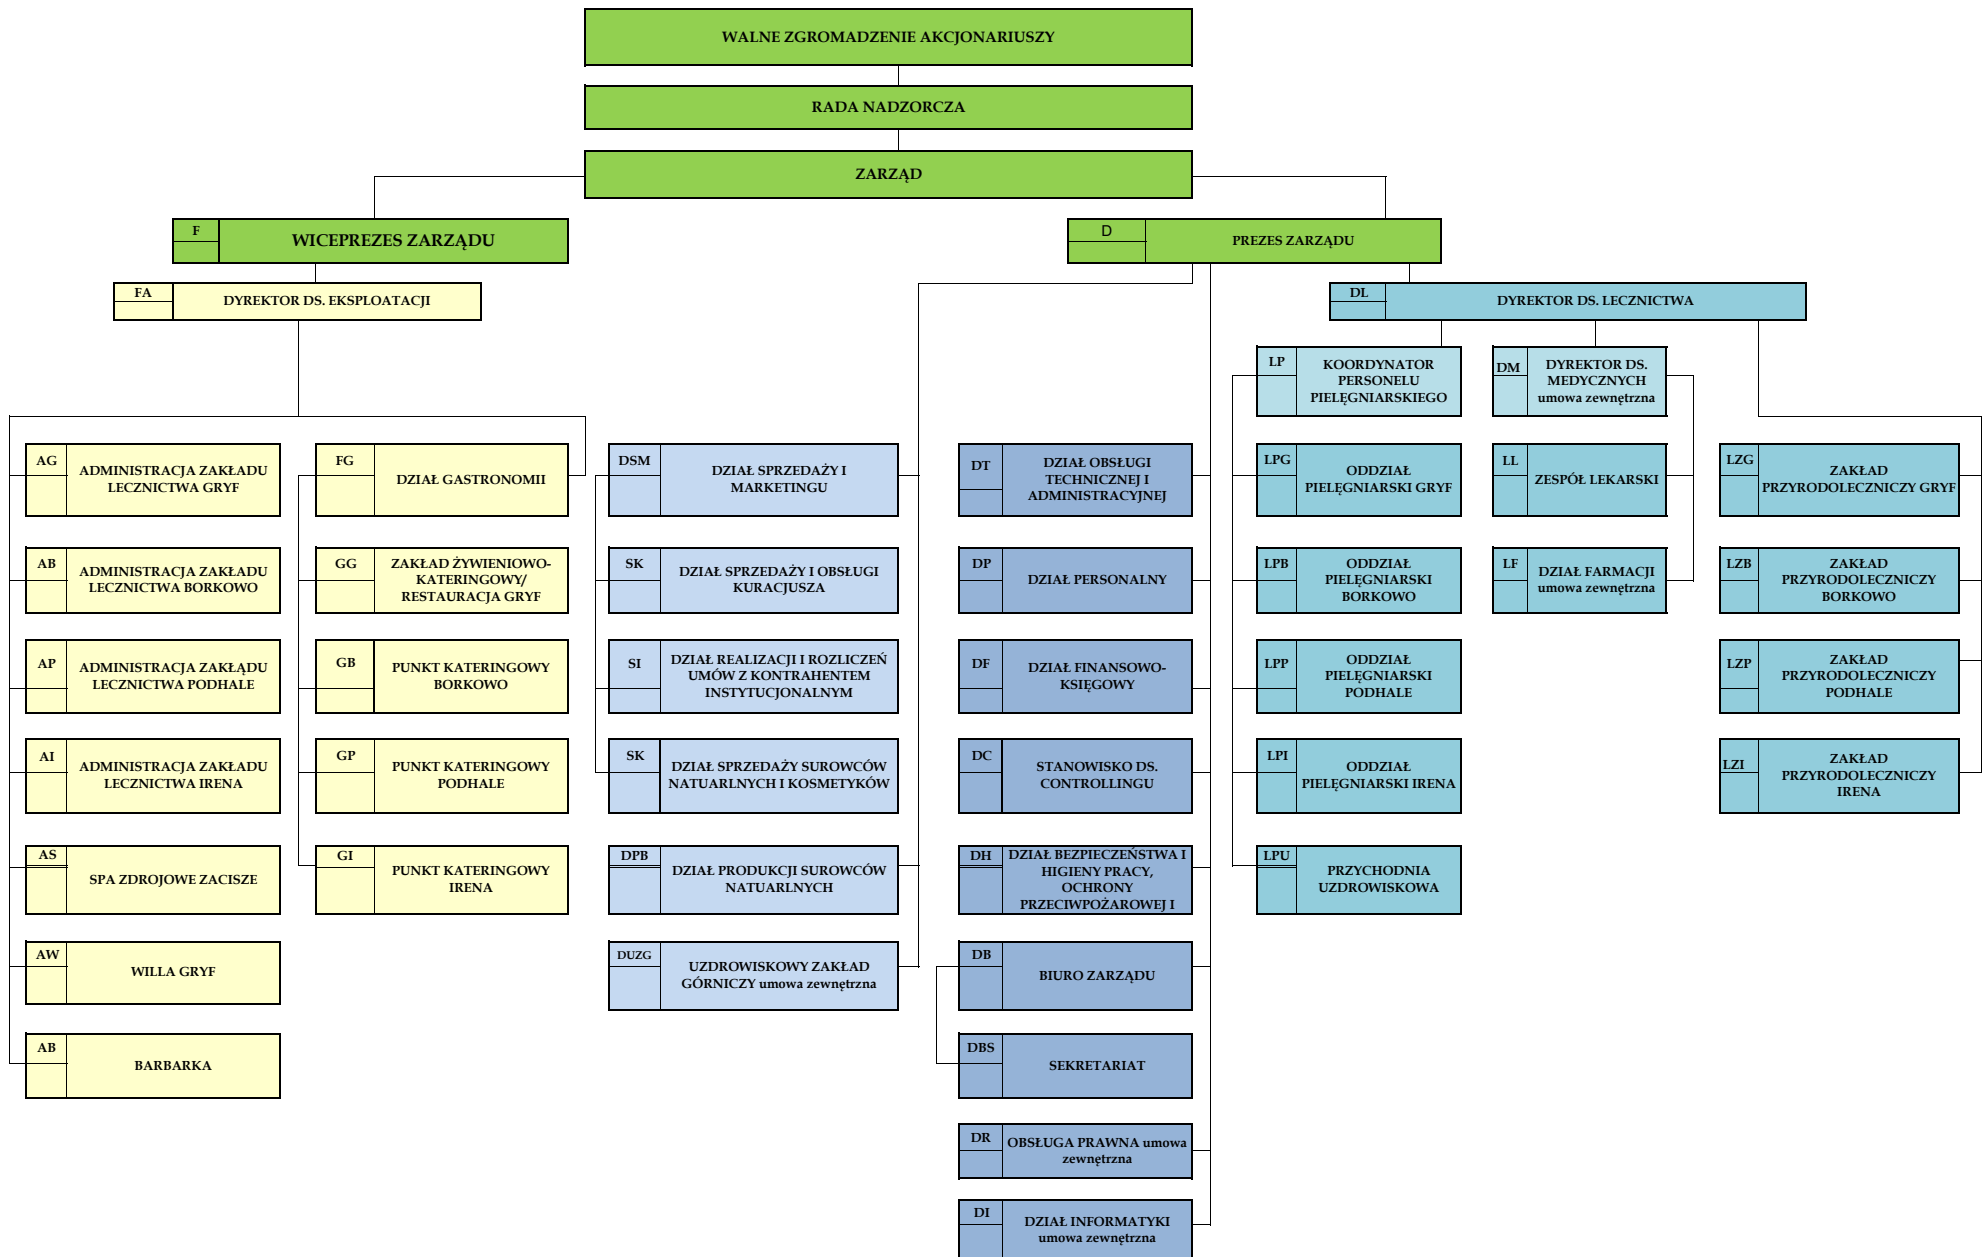 WALNE ZGROMADZENIE AKCJONARIUSZY
RADA NADZORCZA
ZARZĄD
F
WICEPREZES ZARZĄDU
D
PREZES ZARZĄDU
FA
DYREKTOR DS. EKSPLOATACJI
DL
DYREKTOR DS. LECZNICTWA
LP
KOORDYNATOR
PERSONELU
PIELĘGNIARSKIEGO
DM
DYREKTOR DS.
MEDYCZNYCH
umowa zewnętrzna
AG
ADMINISTRACJA ZAKŁADU
LECZNICTWA GRYF
FG
DZIAŁ GASTRONOMII
DSM
DZIAŁ SPRZEDAŻY I
MARKETINGU
DT
DZIAŁ OBSŁUGI
TECHNICZNEJ I
ADMINISTRACYJNEJ
LPG
ODDZIAŁ
PIELĘGNIARSKI GRYF
LL
ZESPÓŁ LEKARSKI
LZG
ZAKŁAD
PRZYRODOLECZNICZY GRYF
AB
ADMINISTRACJA ZAKŁADU
LECZNICTWA BORKOWO
GG
ZAKŁAD ŻYWIENIOWO-
KATERINGOWY/
RESTAURACJA GRYF
SK
DZIAŁ SPRZEDAŻY I OBSŁUGI
KURACJUSZA
DP
DZIAŁ PERSONALNY
LPB
ODDZIAŁ
PIELĘGNIARSKI
BORKOWO
LF
DZIAŁ FARMACJI
umowa zewnętrzna
LZB
ZAKŁAD
PRZYRODOLECZNICZY
BORKOWO
AP
ADMINISTRACJA ZAKŁĄDU
LECZNICTWA PODHALE
GB
PUNKT KATERINGOWY
BORKOWO
SI
DZIAŁ REALIZACJI I ROZLICZEŃ
UMÓW Z KONTRAHENTEM
INSTYTUCJONALNYM
DF
DZIAŁ FINANSOWO-
KSIĘGOWY
LPP
ODDZIAŁ
PIELĘGNIARSKI
PODHALE
LZP
ZAKŁAD
PRZYRODOLECZNICZY
PODHALE
AI
ADMINISTRACJA ZAKŁADU
LECZNICTWA IRENA
GP
PUNKT KATERINGOWY
PODHALE
SK
DZIAŁ SPRZEDAŻY SUROWCÓW
NATUARLNYCH I KOSMETYKÓW
DC
STANOWISKO DS.
CONTROLLINGU
LPI
ODDZIAŁ
PIELĘGNIARSKI IRENA
LZI
ZAKŁAD
PRZYRODOLECZNICZY
IRENA
AS
SPA ZDROJOWE ZACISZE
GI
PUNKT KATERINGOWY
IRENA
DPB
DZIAŁ PRODUKCJI SUROWCÓW
NATUARLNYCH
DH
DZIAŁ BEZPIECZEŃSTWA I
HIGIENY PRACY,
OCHRONY
PRZECIWPOŻAROWEJ I
LPU
PRZYCHODNIA
UZDROWISKOWA
AW
WILLA GRYF
DUZG
UZDROWISKOWY ZAKŁAD
GÓRNICZY umowa zewnętrzna
DB
BIURO ZARZĄDU
AB
BARBARKA
DBS
SEKRETARIAT
DR
OBSŁUGA PRAWNA umowa
zewnętrzna
DI
DZIAŁ INFORMATYKI
umowa zewnętrzna